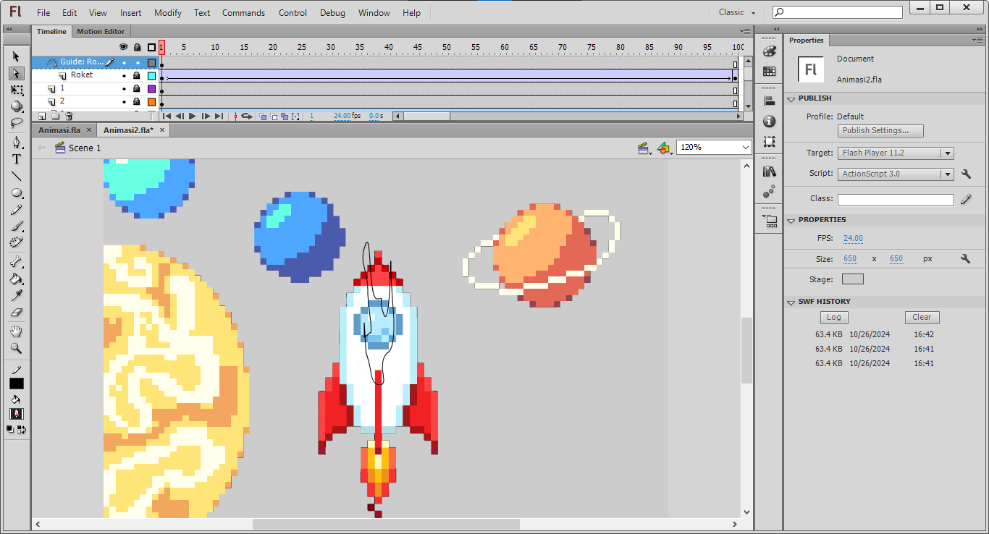 Fl File Edit View Insert Modify Text Commands Control Debug Window Help Classic
Timeline Motion Editor
1 5 10 15 20 25 30 35 40 45 50 55 60 65 70 75 80 85 90 95 100
Guide: Ro...
Roket
1
2
1 24.00 fps 0.0 s
Animasi.fla × Animasi2.fla* ×
Scene 1 120%
T
Properties
Fl Document
Animasi2.fla
PUBLISH
Profile: Default
Publish Settings...
Target: Flash Player 11.2
Script: ActionScript 3.0
Class:
PROPERTIES
FPS: 24.00
Size: 650 x 650 px
Stage:
SWF HISTORY
Log Clear
63.4 KB 10/26/2024 16:42
63.4 KB 10/26/2024 16:41
63.4 KB 10/26/2024 16:41